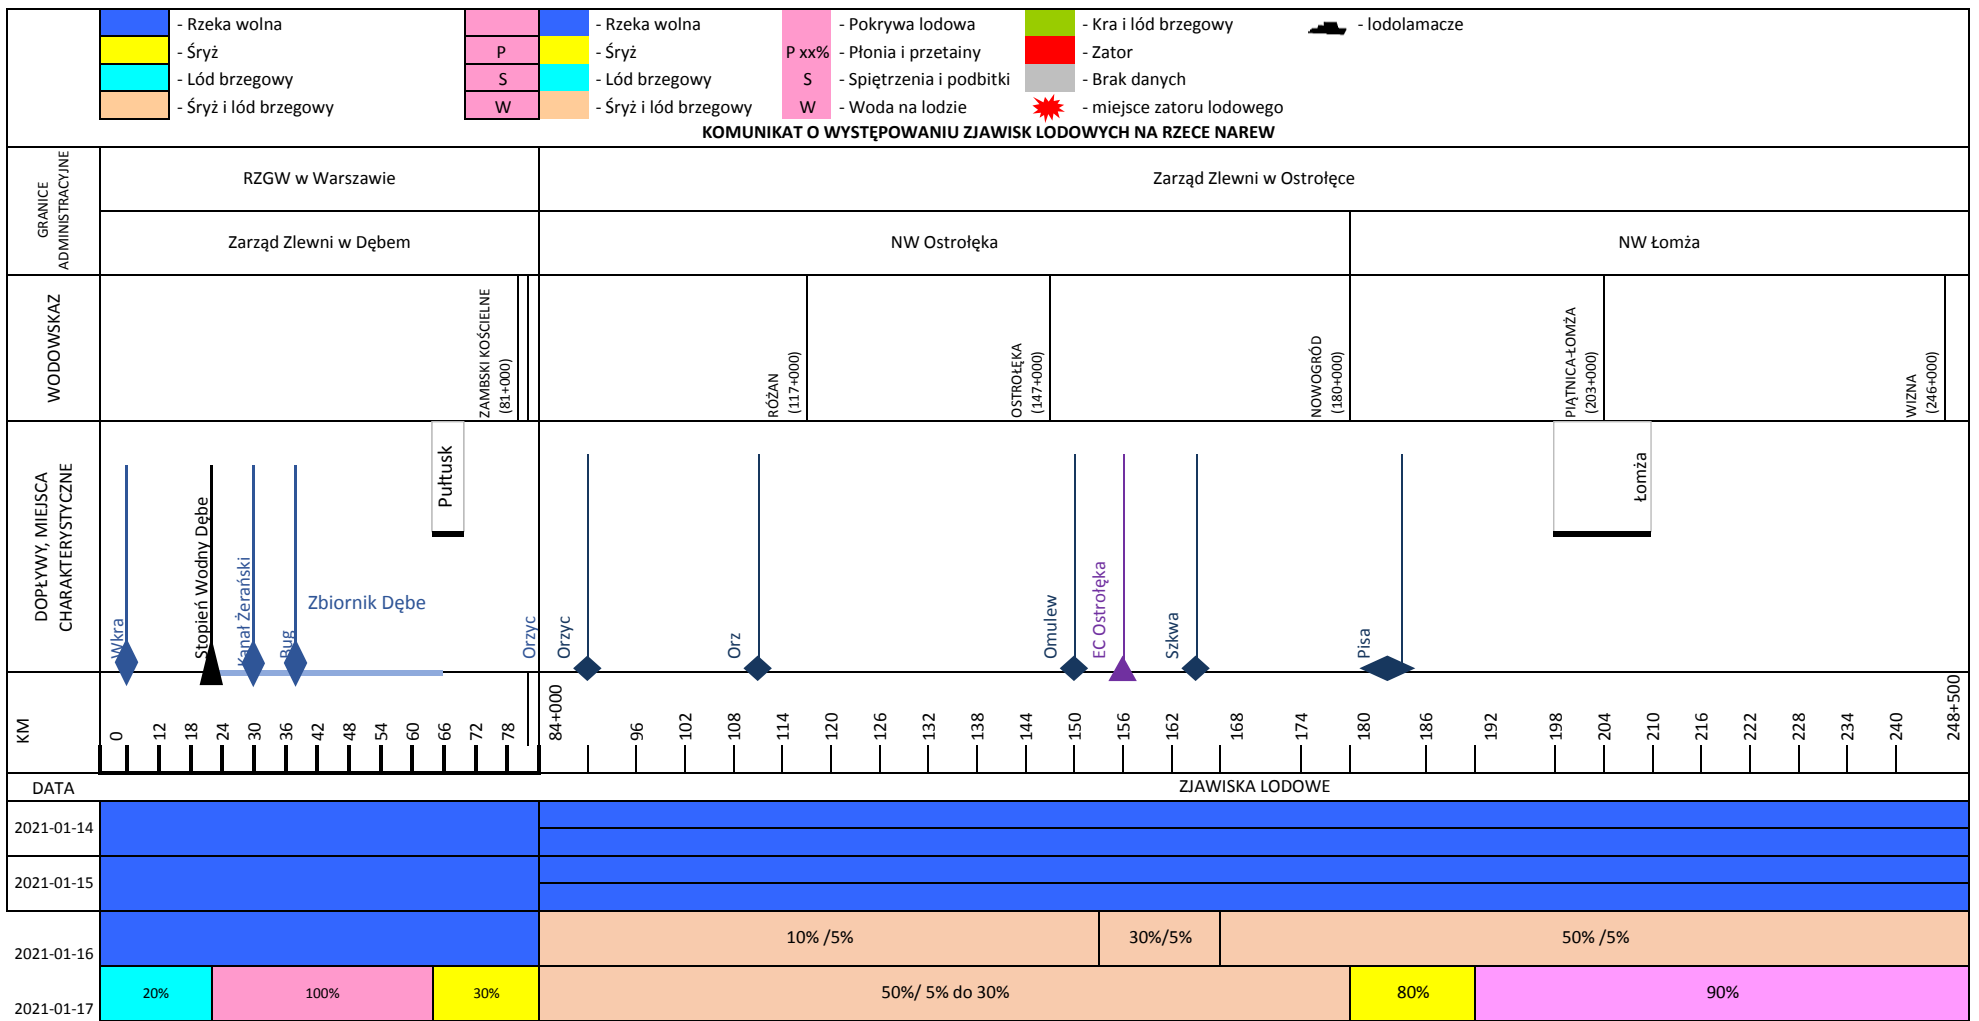 - Rzeka wolna
- Rzeka wolna
- Pokrywa lodowa
- Kra i lód brzegowy
- lodolamacze
- Śryż
P
- Śryż
P xx%
- Płonia i przetainy
- Zator
- Lód brzegowy
S
- Lód brzegowy
S
- Spiętrzenia i podbitki
- Brak danych
- Śryż i lód brzegowy
W
- Śryż i lód brzegowy
W
- Woda na lodzie
- miejsce zatoru lodowego
KOMUNIKAT O WYSTĘPOWANIU ZJAWISK LODOWYCH NA RZECE NAREW
GRANICE
ADMINISTRACYJNE
RZGW w Warszawie
Zarząd Zlewni w Ostrołęce
Zarząd Zlewni w Dębem
NW Ostrołęka
NW Łomża
WODOWSKAZ
ZAMBSKI KOŚCIELNE
(81+000)
RÓŻAN
(117+000)
OSTROŁĘKA
(147+000)
NOWOGRÓD
(180+000)
PIĄTNICA-ŁOMŻA
(203+000)
WIZNA
(246+000)
DOPŁYWY, MIEJSCA
CHARAKTERYSTYCZNE
Wkra
Stopień Wodny Dębe
Kanał Żerański
Bug
Zbiornik Dębe
Pułtusk
Orzyc
Orzyc
Orz
Omulew
EC Ostrołęka
Szkwa
Pisa
Łomża
KM
0
12
18
24
30
36
42
48
54
60
66
72
78
84+000
96
102
108
114
120
126
132
138
144
150
156
162
168
174
180
186
192
198
204
210
216
222
228
234
240
248+500
DATA
ZJAWISKA LODOWE
2021-01-14
2021-01-15
2021-01-16
10% /5%
30%/5%
50% /5%
2021-01-17
20%
100%
30%
50%/ 5% do 30%
80%
90%